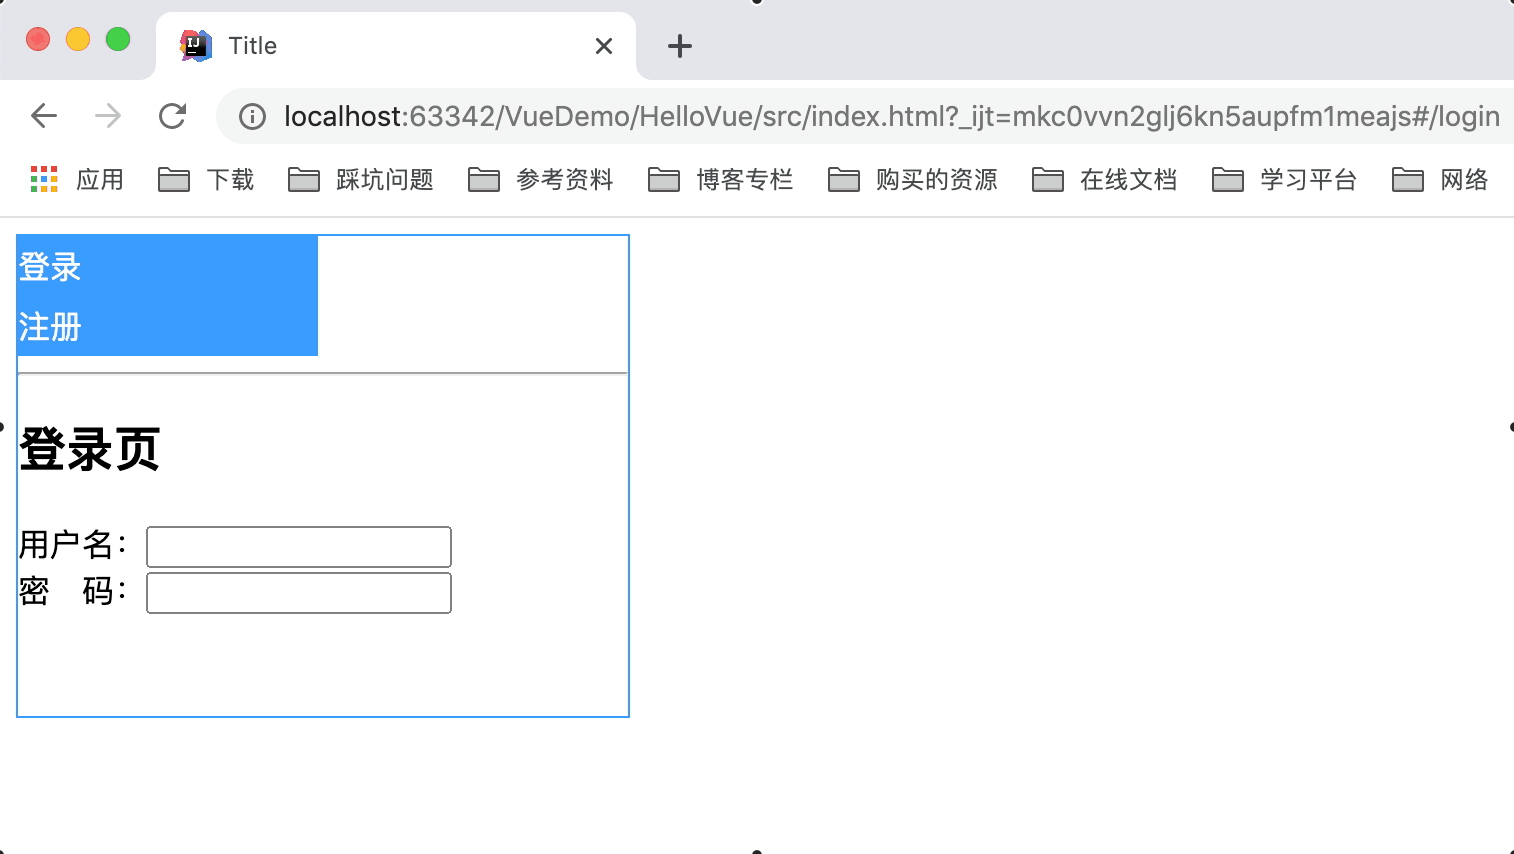 IJ
Title
localhost:63342/VueDemo/HelloVue/src/index.html?_ijt=mkc0vvn2glj6kn5aupfm1meajs#/login
应用 下载 踩坑问题 参考资料 博客专栏 购买的资源 在线文档 学习平台 网络
登录
注册
登录页
用户名：
密 码：